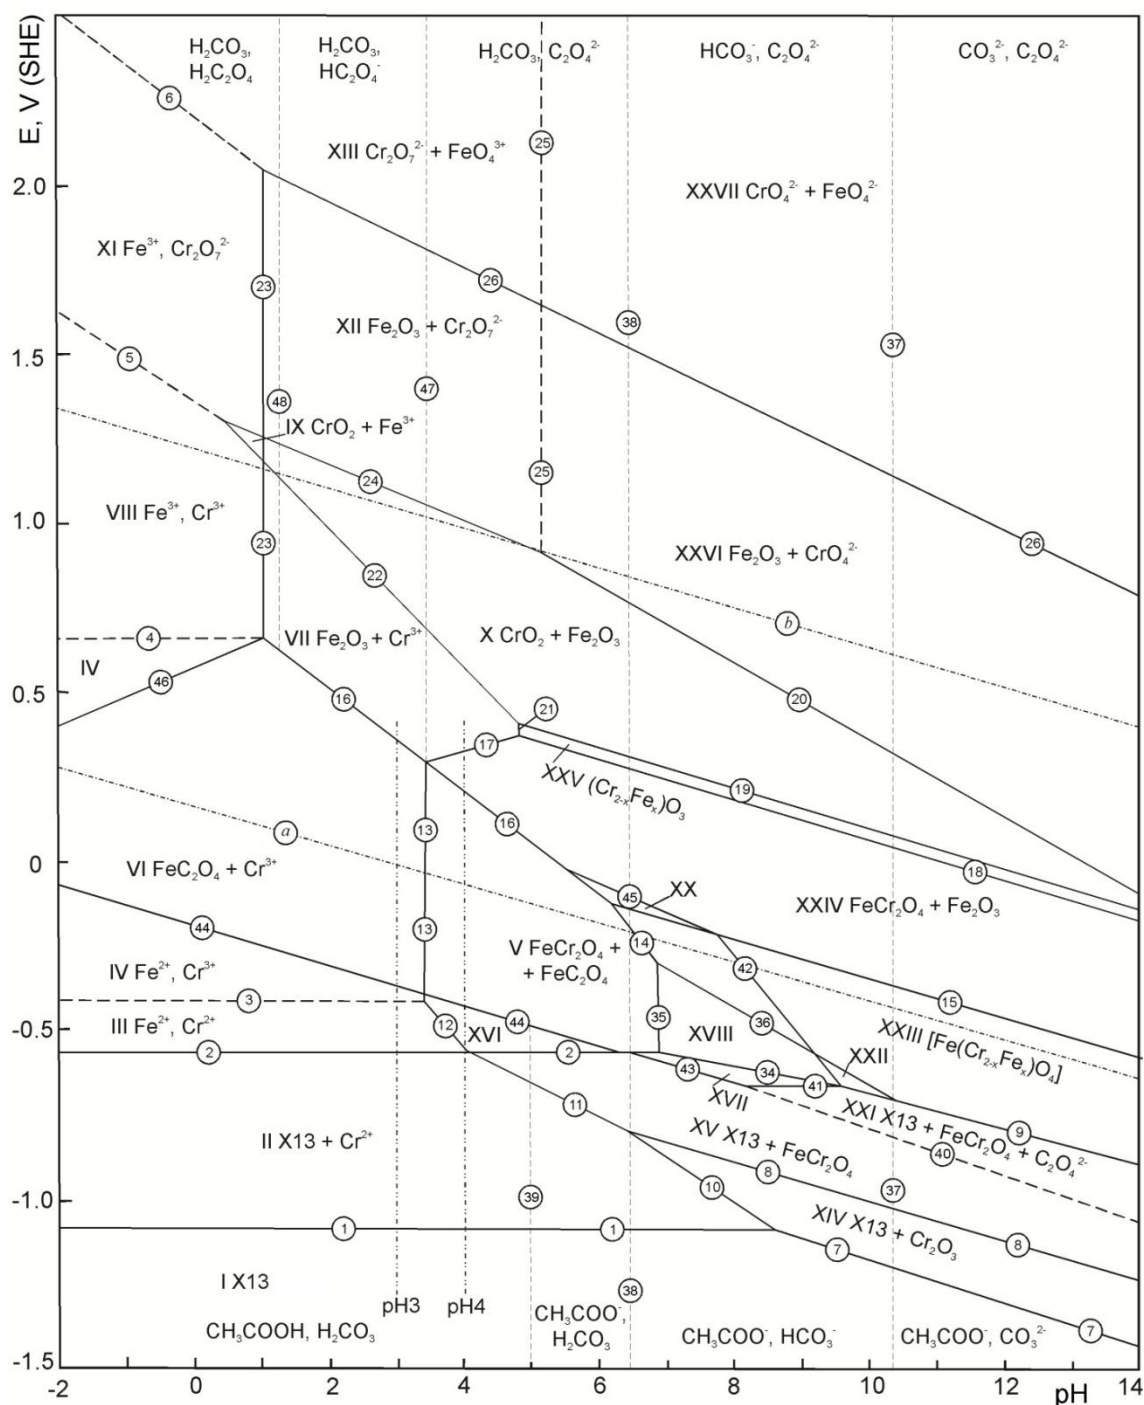 H₂CO₃,
H₂C₂O₄
H₂CO₃,
HC₂O₄⁻
H₂CO₃, C₂O₄²⁻
HCO₃⁻, C₂O₄²⁻
CO₃²⁻, C₂O₄²⁻
E, V (SHE)
6
XIII Cr₂O₇²⁻ + FeO₄³⁺
25
XXVII CrO₄²⁻ + FeO₄²⁻
2.0
XI Fe³⁺, Cr₂O₇²⁻
23
26
XII Fe₂O₃ + Cr₂O₇²⁻
38
37
1.5
5
48
47
IX CrO₂ + Fe³⁺
24
25
1.0
VIII Fe³⁺, Cr³⁺
23
22
XXVI Fe₂O₃ + CrO₄²⁻
26
b
4
VII Fe₂O₃ + Cr³⁺
X CrO₂ + Fe₂O₃
IV
46
16
0.5
21
20
17
XXV (Cr₂₋ₓFeₓ)O₃
19
a
13
16
0
VI FeC₂O₄ + Cr³⁺
18
45
XX
XXIV FeCr₂O₄ + Fe₂O₃
44
13
V FeCr₂O₄ +
+ FeC₂O₄
14
42
IV Fe²⁺, Cr³⁺
3
15
III Fe²⁺, Cr²⁺
12
XVI
44
35
XVIII
36
XXIII [Fe(Cr₂₋ₓFeₓ)O₄]
-0.5
2
2
43
34
XXII
XVII
41
XXI X13 + FeCr₂O₄ + C₂O₄²⁻
9
11
40
II X13 + Cr²⁺
XV X13 + FeCr₂O₄
8
37
39
10
-1.0
1
1
XIV X13 + Cr₂O₃
8
7
I X13
pH3
pH4
38
CH₃COO⁻,
H₂CO₃
7
CH₃COOH, H₂CO₃
CH₃COO⁻, HCO₃⁻
CH₃COO⁻, CO₃²⁻
-1.5
-2
0
2
4
6
8
10
12
14
pH